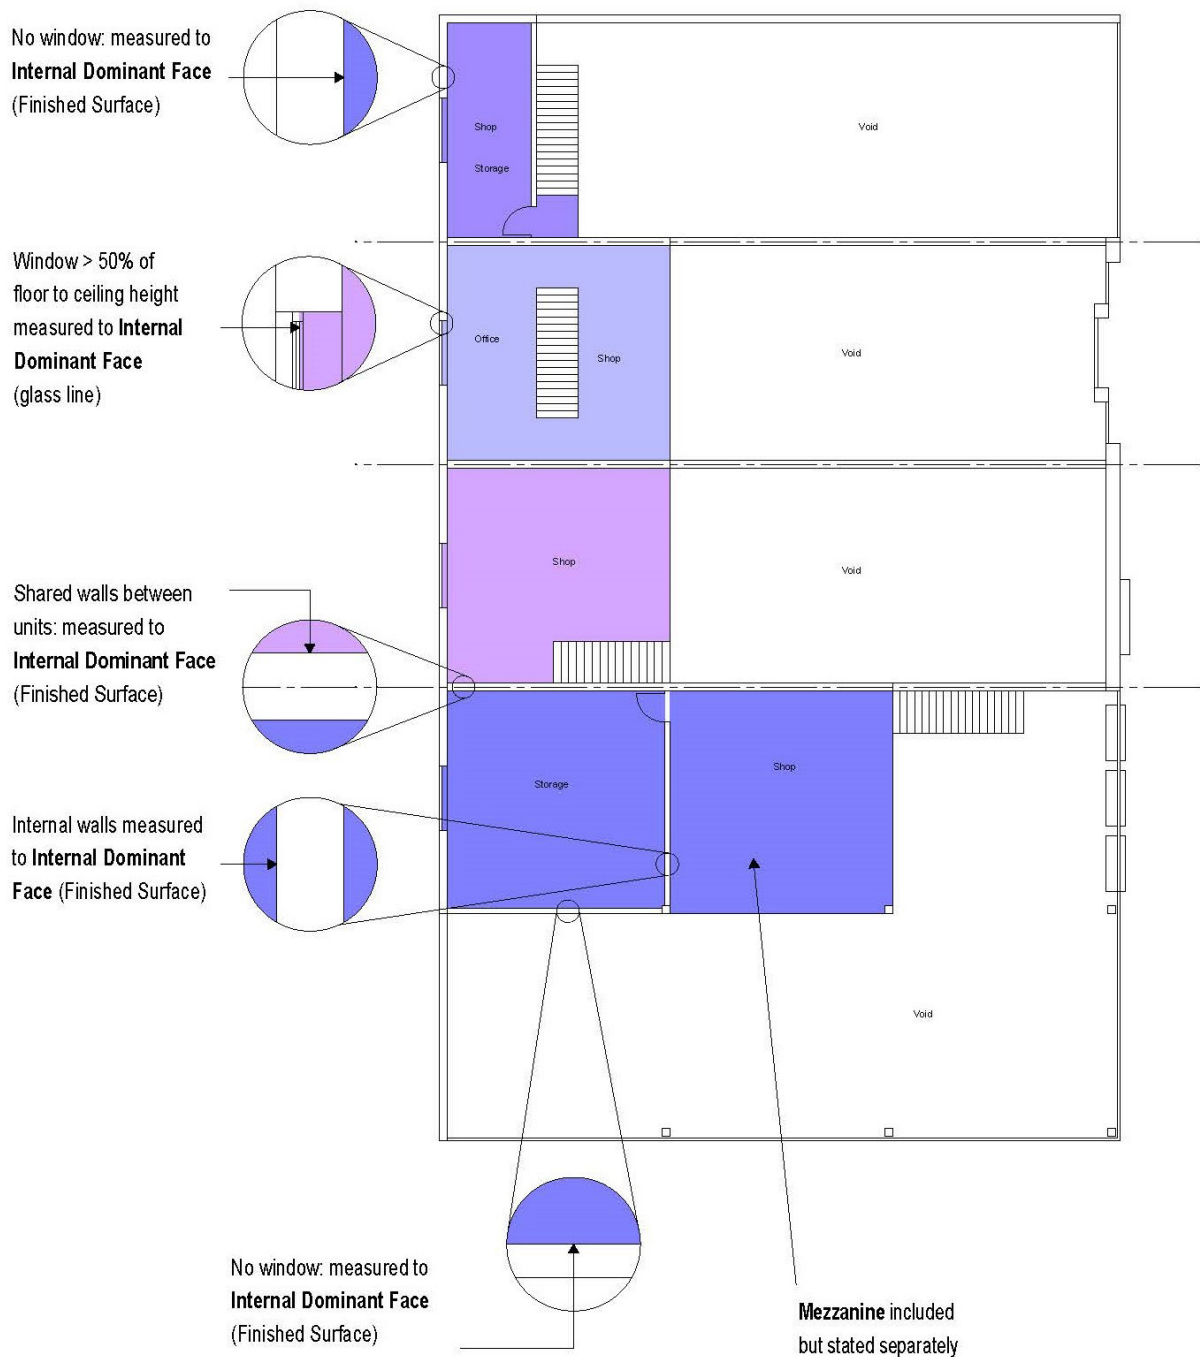 No window: measured to
Internal Dominant Face
(Finished Surface)
Shop
Storage
Void
Window > 50% of
floor to ceiling height
measured to Internal
Dominant Face
(glass line)
Office
Shop
Void
Shop
Void
Shared walls between
units: measured to
Internal Dominant Face
(Finished Surface)
Storage
Shop
Internal walls measured
to Internal Dominant
Face (Finished Surface)
Void
No window: measured to
Internal Dominant Face
(Finished Surface)
Mezzanine included
but stated separately